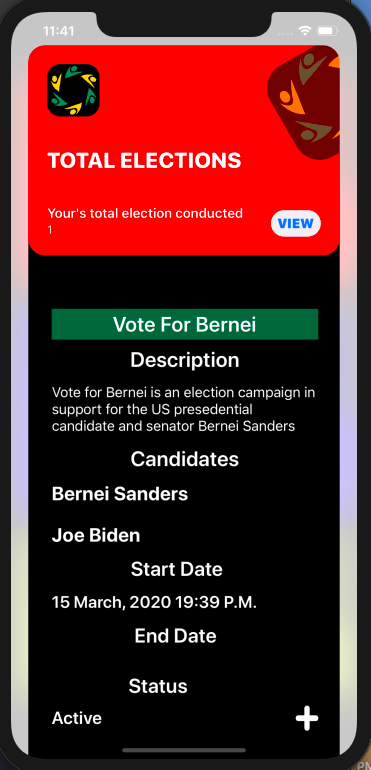 11:41
TOTAL ELECTIONS
Your's total election conducted
1
VIEW
Vote For Bernei
Description
Vote for Bernei is an election campaign in
support for the US presedential
candidate and senator Bernei Sanders
Candidates
Bernei Sanders
Joe Biden
Start Date
15 March, 2020 19:39 P.M.
End Date
Status
Active